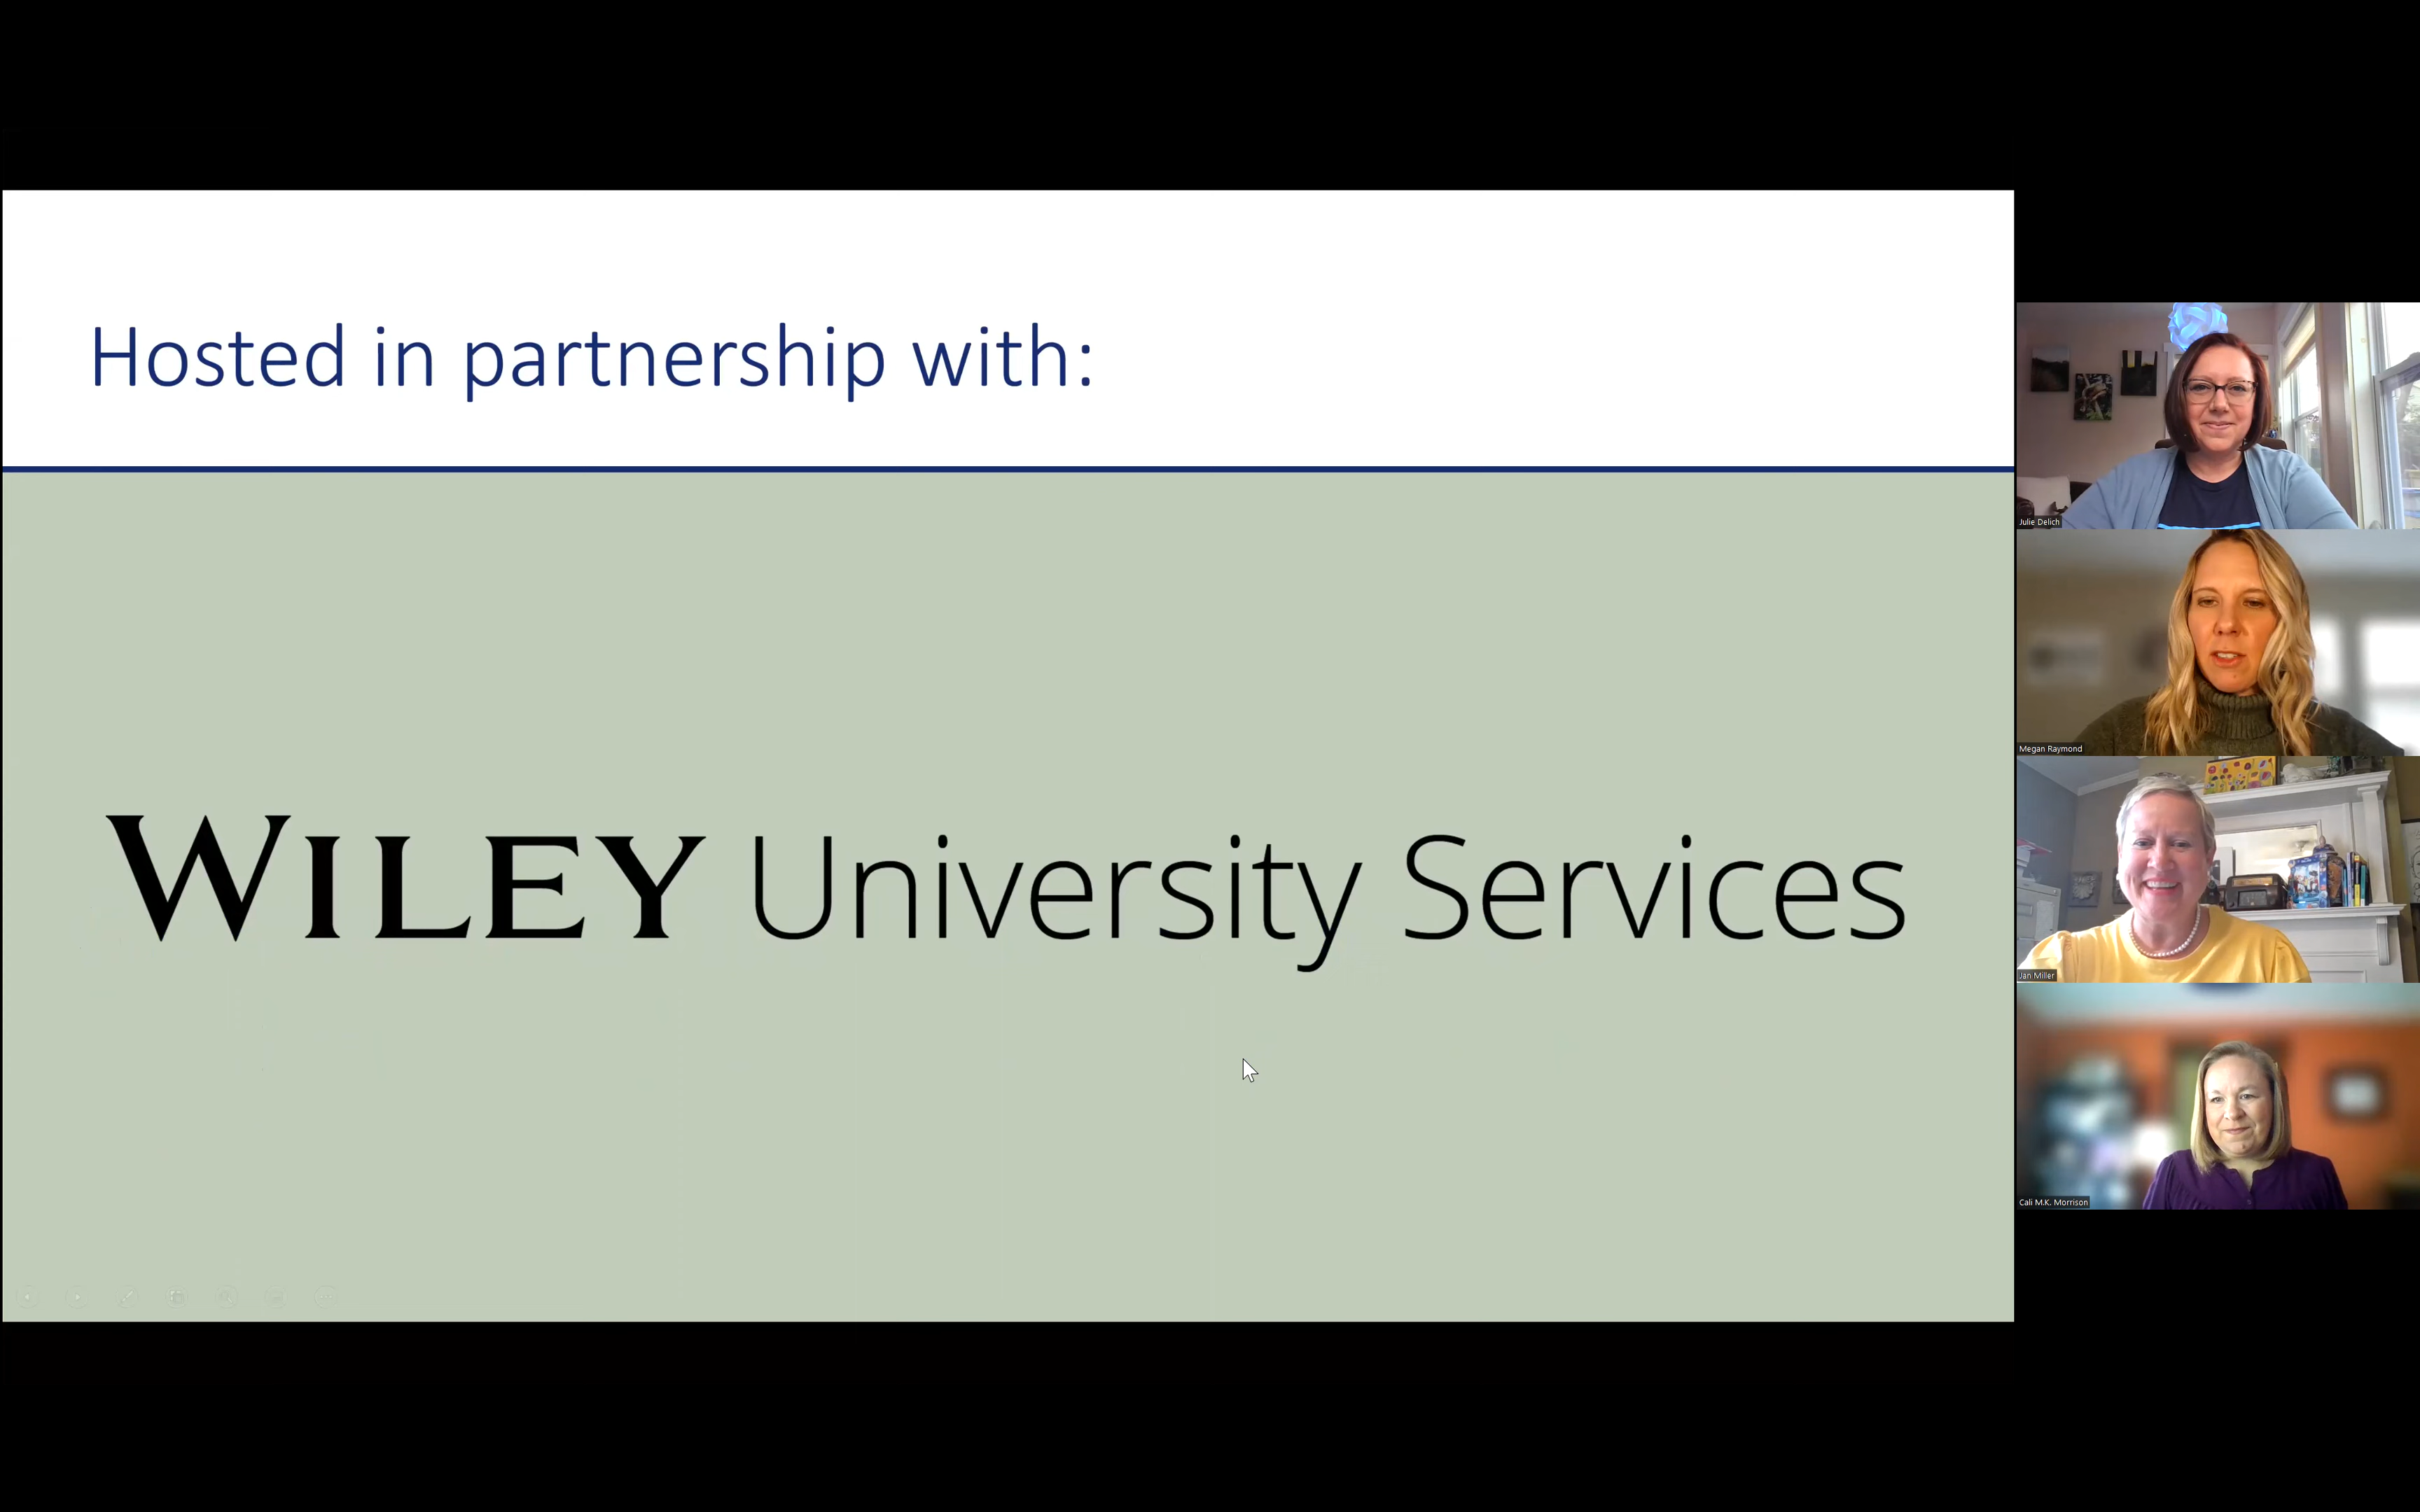 Hosted in partnership with:
WILEY University Services
Julie Delich
Megan Raymond
Jan Miller
Cali M.K. Morrison